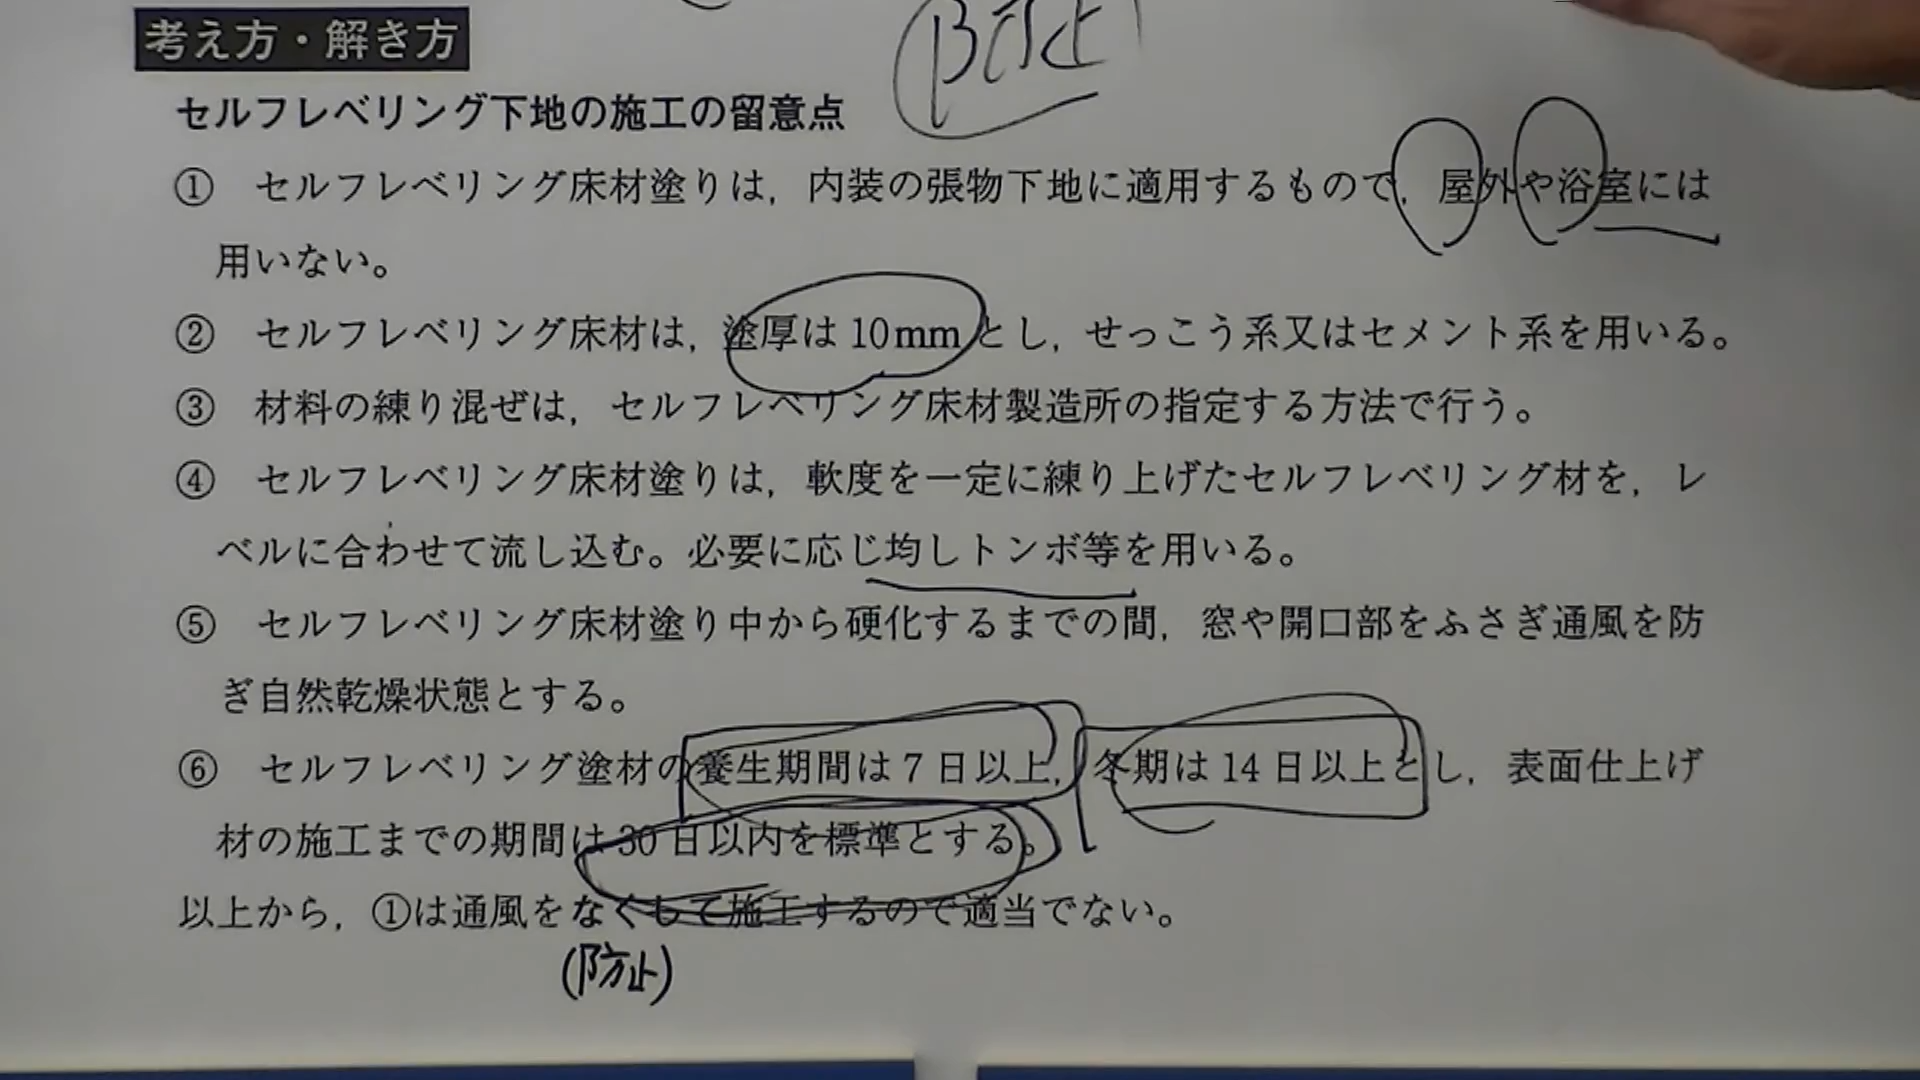 防止
考え方・解き方
セルフレベリング下地の施工の留意点
① セルフレベリング床材塗りは，内装の張物下地に適用するもので，屋外や浴室には
用いない。
② セルフレベリング床材は，塗厚は10mmとし，せっこう系又はセメント系を用いる。
③ 材料の練り混ぜは，セルフレベリング床材製造所の指定する方法で行う。
④ セルフレベリング床材塗りは，軟度を一定に練り上げたセルフレベリング材を，レ
ベルに合わせて流し込む。必要に応じ均しトンボ等を用いる。
⑤ セルフレベリング床材塗り中から硬化するまでの間，窓や開口部をふさぎ通風を防
ぎ自然乾燥状態とする。
⑥ セルフレベリング塗材の養生期間は7日以上，冬期は14日以上とし，表面仕上げ
材の施工までの期間は30日以内を標準とする。
以上から，①は通風をなくして施工するので適当でない。
(防止)